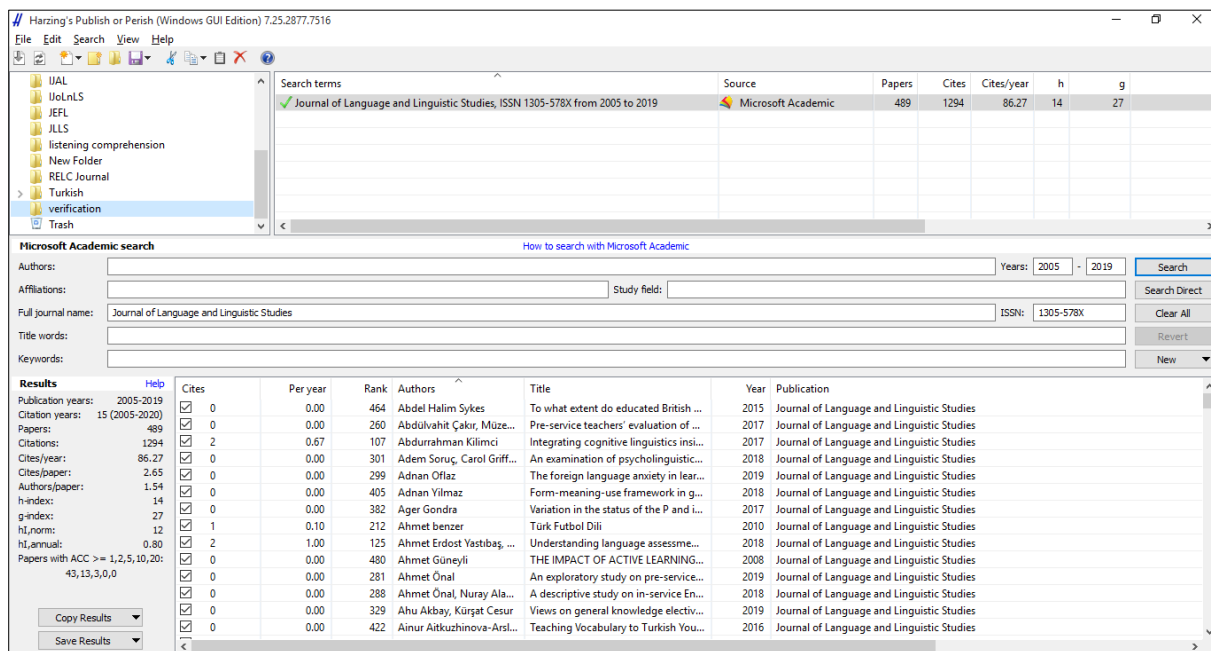 Harzing's Publish or Perish (Windows GUI Edition) 7.25.2877.7516
File Edit Search View Help
IJAL
IJoLnLS
JEFL
JLLS
listening comprehension
New Folder
RELC Journal
Turkish
verification
Trash
Search terms Source Papers Cites Cites/year h g
Journal of Language and Linguistic Studies, ISSN 1305-578X from 2005 to 2019 Microsoft Academic 489 1294 86.27 14 27
Microsoft Academic search How to search with Microsoft Academic
Authors: Years: 2005 - 2019 Search
Affiliations: Study field: Search Direct
Full journal name: Journal of Language and Linguistic Studies ISSN: 1305-578X Clear All
Title words: Revert
Keywords: New
Results Help
Publication years: 2005-2019
Citation years: 15 (2005-2020)
Papers: 489
Citations: 1294
Cites/year: 86.27
Cites/paper: 2.65
Authors/paper: 1.54
h-index: 14
g-index: 27
hI,norm: 12
hI,annual: 0.80
Papers with ACC >= 1,2,5,10,20:
43,13,3,0,0
Copy Results
Save Results
Cites Per year Rank Authors Title Year Publication
0 0.00 464 Abdel Halim Sykes To what extent do educated British ... 2015 Journal of Language and Linguistic Studies
0 0.00 260 Abdülvahit Çakır, Müze... Pre-service teachers' evaluation of ... 2017 Journal of Language and Linguistic Studies
2 0.67 107 Abdurrahman Kilimci Integrating cognitive linguistics insi... 2017 Journal of Language and Linguistic Studies
0 0.00 301 Adem Soruç, Carol Griff... An examination of psycholinguistic... 2018 Journal of Language and Linguistic Studies
0 0.00 299 Adnan Oflaz The foreign language anxiety in lear... 2019 Journal of Language and Linguistic Studies
0 0.00 405 Adnan Yilmaz Form-meaning-use framework in g... 2018 Journal of Language and Linguistic Studies
0 0.00 382 Ager Gondra Variation in the status of the P and i... 2017 Journal of Language and Linguistic Studies
1 0.10 212 Ahmet benzer Türk Futbol Dili 2010 Journal of Language and Linguistic Studies
2 1.00 125 Ahmet Erdost Yastıbaş, ... Understanding language assessme... 2018 Journal of Language and Linguistic Studies
0 0.00 480 Ahmet Güneyli THE IMPACT OF ACTIVE LEARNING... 2008 Journal of Language and Linguistic Studies
0 0.00 281 Ahmet Önal An exploratory study on pre-service... 2019 Journal of Language and Linguistic Studies
0 0.00 288 Ahmet Önal, Nuray Ala... A descriptive study on in-service En... 2018 Journal of Language and Linguistic Studies
0 0.00 329 Ahu Akbay, Kürşat Cesur Views on general knowledge electiv... 2019 Journal of Language and Linguistic Studies
0 0.00 422 Ainur Aitkuzhinova-Arsl... Teaching Vocabulary to Turkish You... 2016 Journal of Language and Linguistic Studies